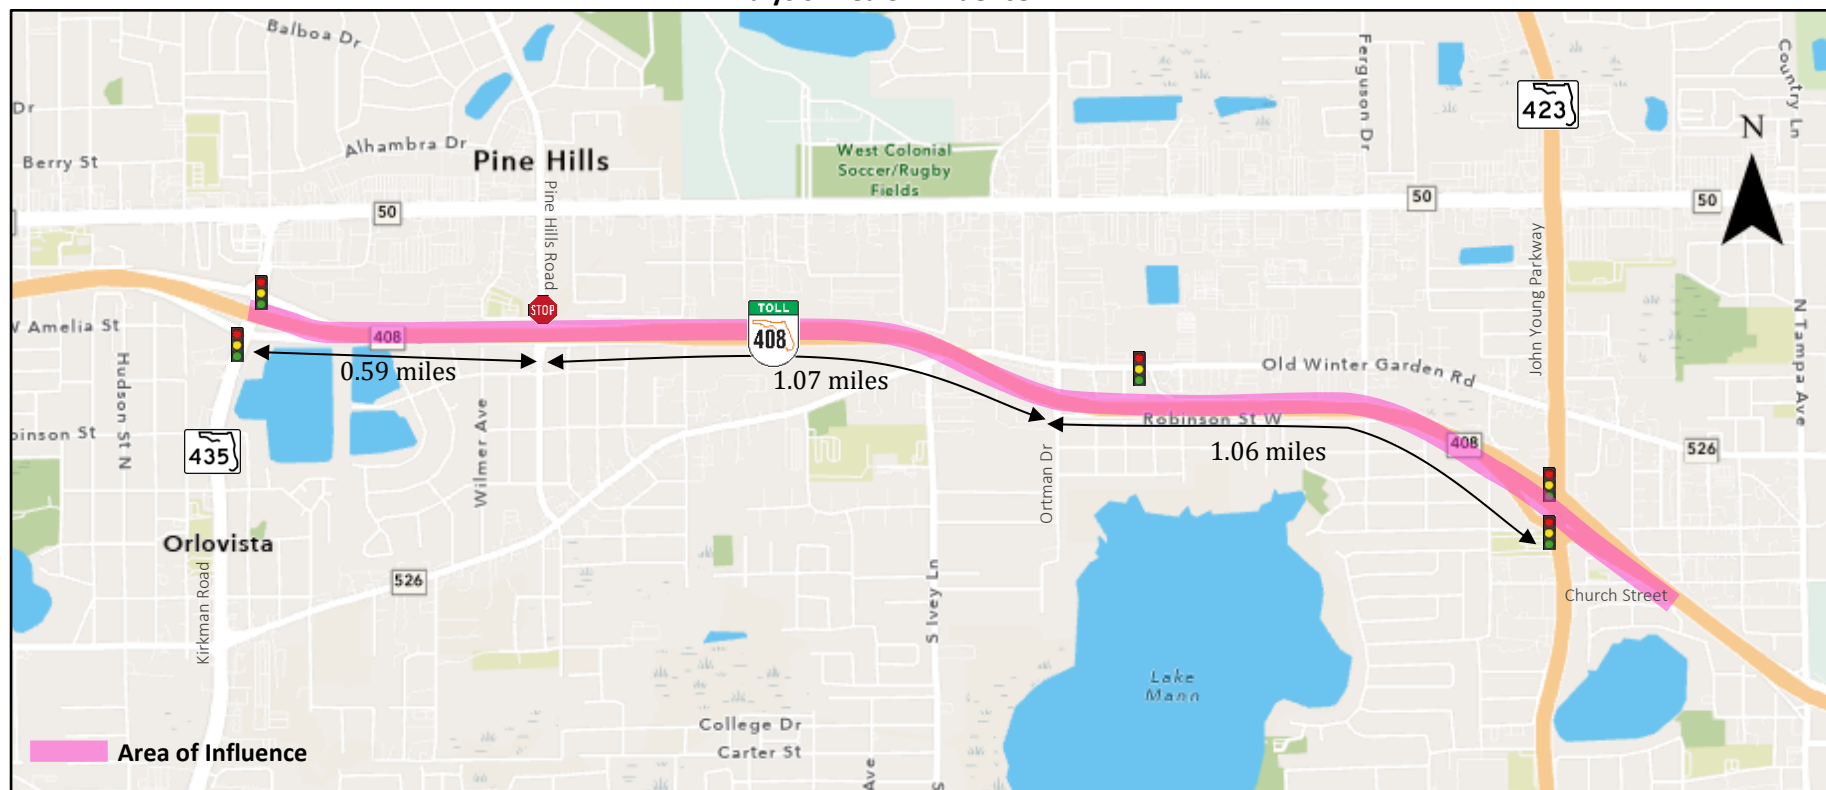 Balboa Dr
Ferguson Dr
Country Ln
423
Dr
N
Alhambra Dr
Berry St
Pine Hills
West Colonial
Soccer/Rugby
Fields
Pine Hills Road
50
50
50
John Young Parkway
STOP
TOLL
408
W Amelia St
408
N Tampa Ave
0.59 miles
1.07 miles
Old Winter Garden Rd
Hudson St N
Robinson St W
Wilmer Ave
435
408
526
1.06 miles
Ortman Dr
Orlovista
526
Kirkman Road
S Ivey Ln
Church Street
Lake
Mann
College Dr
Carter St
Ave
S
Area of Influence